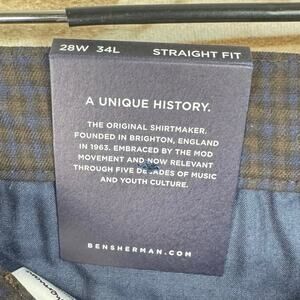 28W 34L STRAIGHT FIT
A UNIQUE HISTORY.
THE ORIGINAL SHIRTMAKER.
FOUNDED IN BRIGHTON, ENGLAND
IN 1963. EMBRACED BY THE MOD
MOVEMENT AND NOW RELEVANT
THROUGH FIVE DECADES OF MUSIC
AND YOUTH CULTURE.
BENSHERMAN.COM